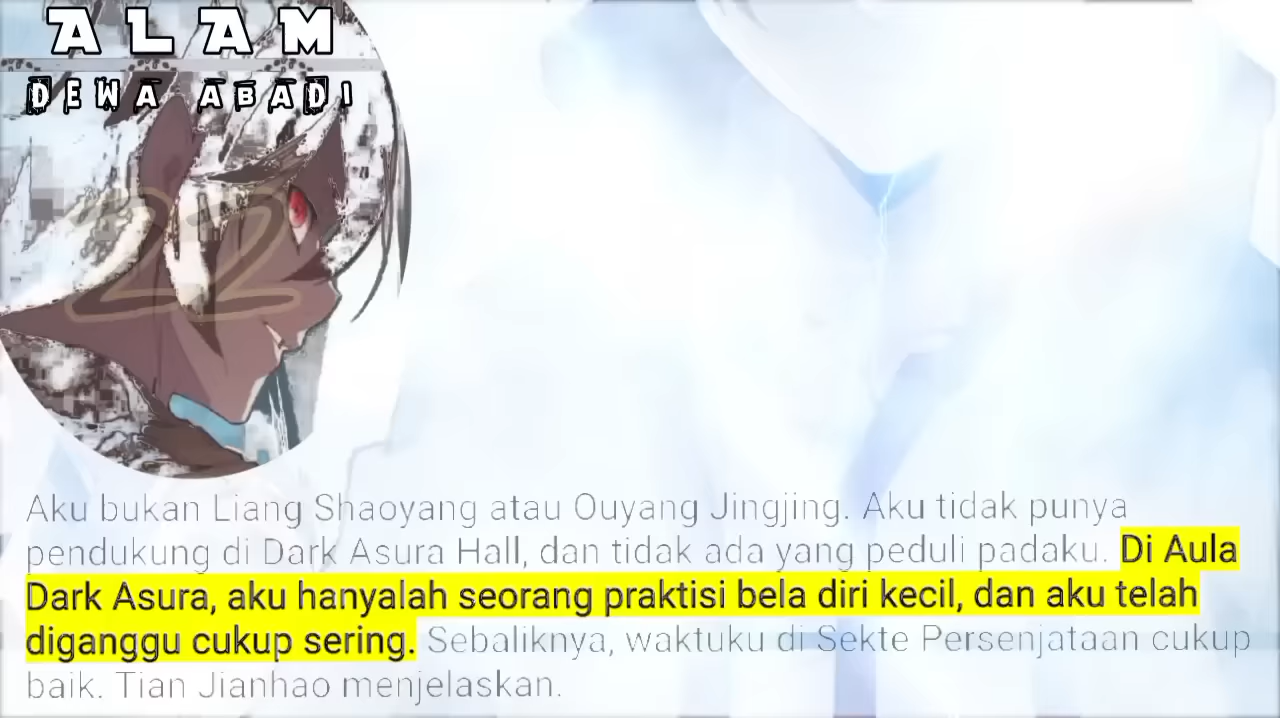 ALAM
DEWA ABADI
212
Aku bukan Liang Shaoyang atau Ouyang Jingjing. Aku tidak punya
pendukung di Dark Asura Hall, dan tidak ada yang peduli padaku. Di Aula
Dark Asura, aku hanyalah seorang praktisi bela diri kecil, dan aku telah
diganggu cukup sering. Sebaliknya, waktuku di Sekte Persenjataan cukup
baik. Tian Jianhao menjelaskan.